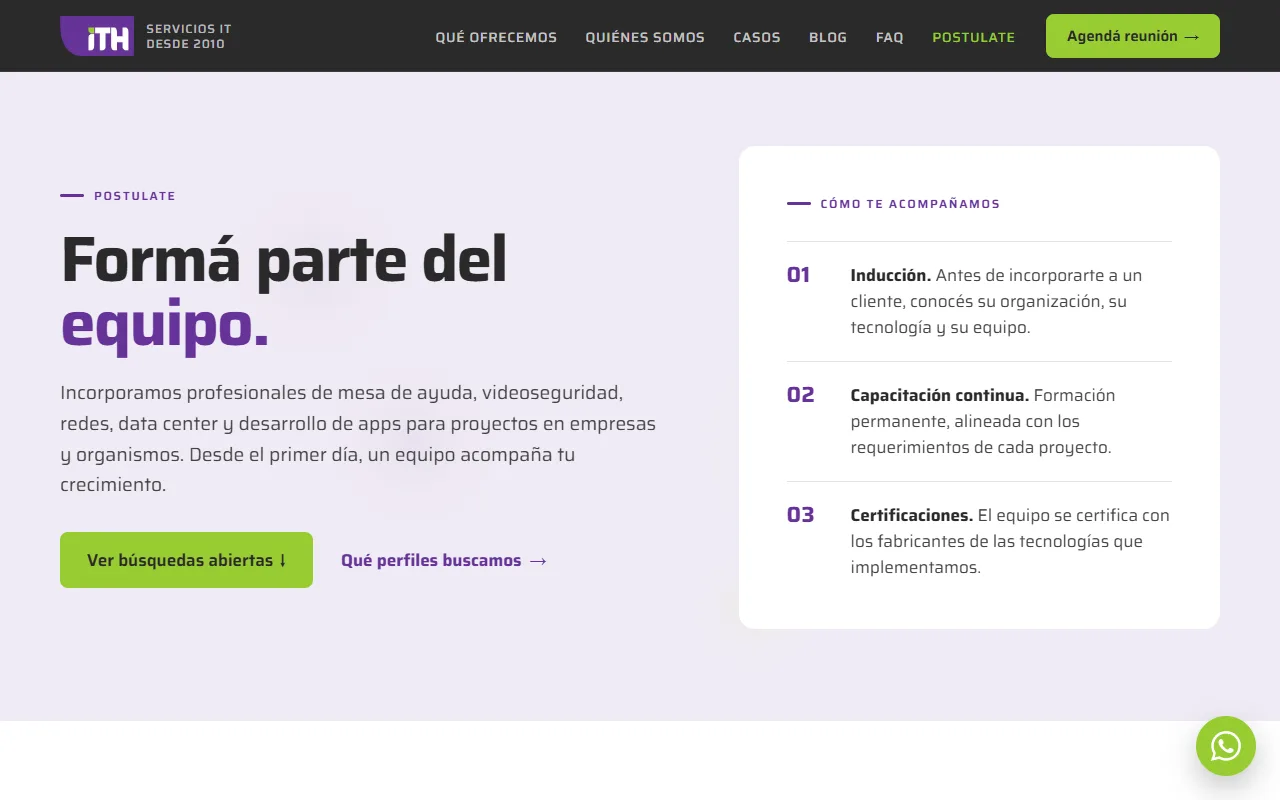 iTH
SERVICIOS IT
DESDE 2010
QUÉ OFRECEMOS
QUIÉNES SOMOS
CASOS
BLOG
FAQ
POSTULATE
Agendá reunión →
POSTULATE
Formá parte del
equipo.
Incorporamos profesionales de mesa de ayuda, videoseguridad,
redes, data center y desarrollo de apps para proyectos en empresas
y organismos. Desde el primer día, un equipo acompaña tu
crecimiento.
Ver búsquedas abiertas ↓
Qué perfiles buscamos →
CÓMO TE ACOMPAÑAMOS
01
Inducción. Antes de incorporarte a un
cliente, conocés su organización, su
tecnología y su equipo.
02
Capacitación continua. Formación
permanente, alineada con los
requerimientos de cada proyecto.
03
Certificaciones. El equipo se certifica con
los fabricantes de las tecnologías que
implementamos.